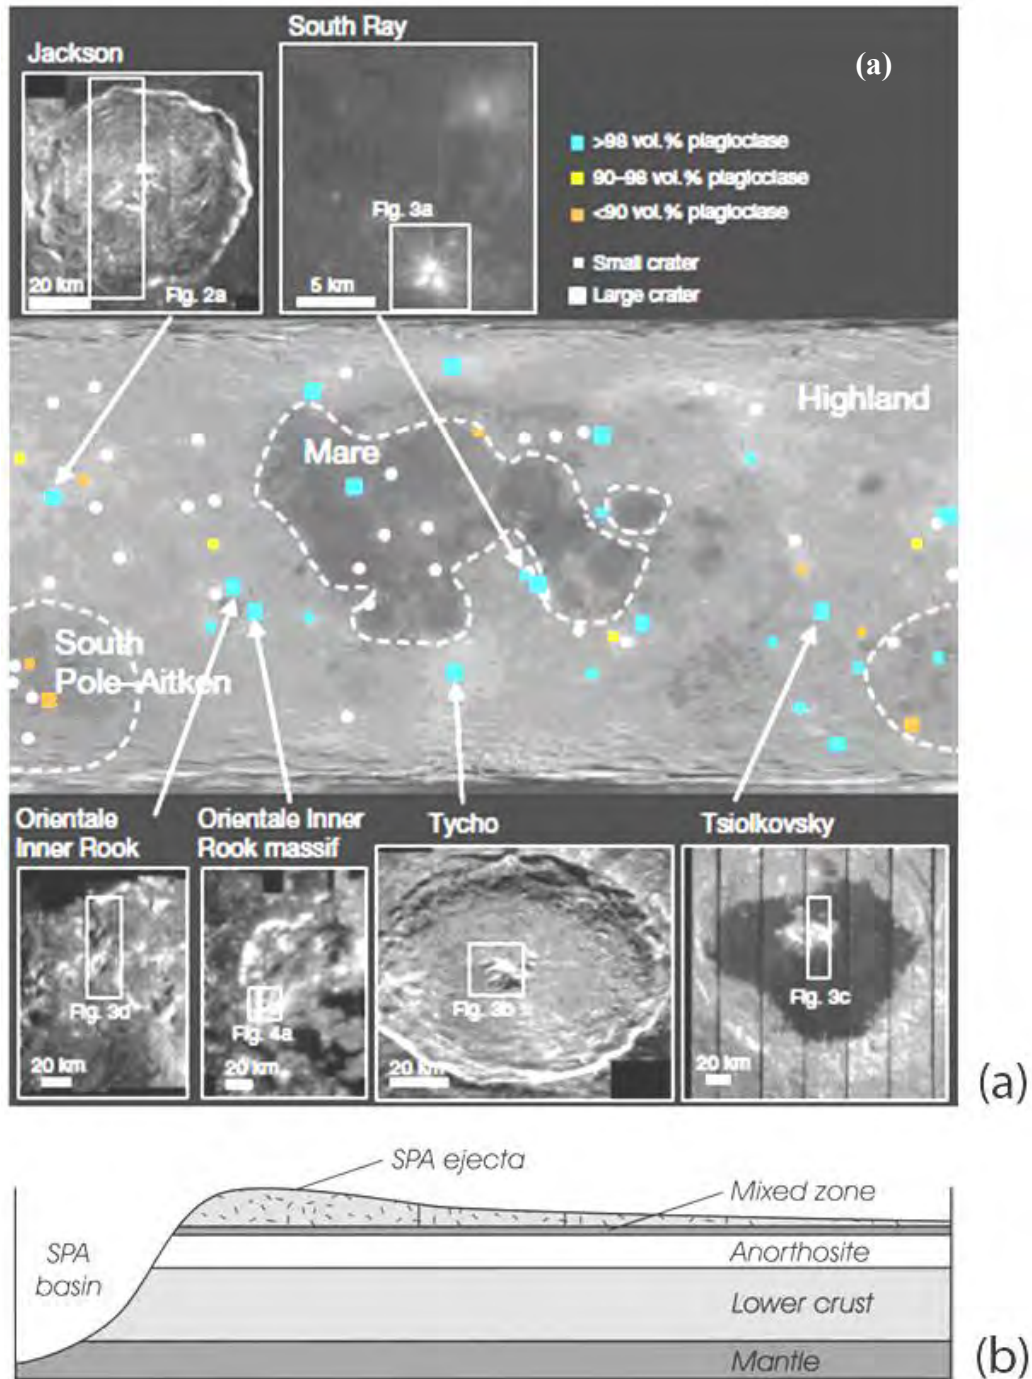 Jackson
South Ray
(a)
>98 vol.% plagioclase
90–98 vol.% plagioclase
<90 vol.% plagioclase
Small crater
Large crater
Fig. 3a
20 km
Fig. 2a
5 km
Highland
Mare
South
Pole–Aitken
Orientale
Inner Rook
Orientale Inner
Rook massif
Tycho
Tsiolkovsky
Fig. 3d
20 km
Fig. 4a
20 km
Fig. 3b
20 km
Fig. 3c
20 km
(a)
SPA ejecta
Mixed zone
SPA
basin
Anorthosite
Lower crust
Mantle
(b)